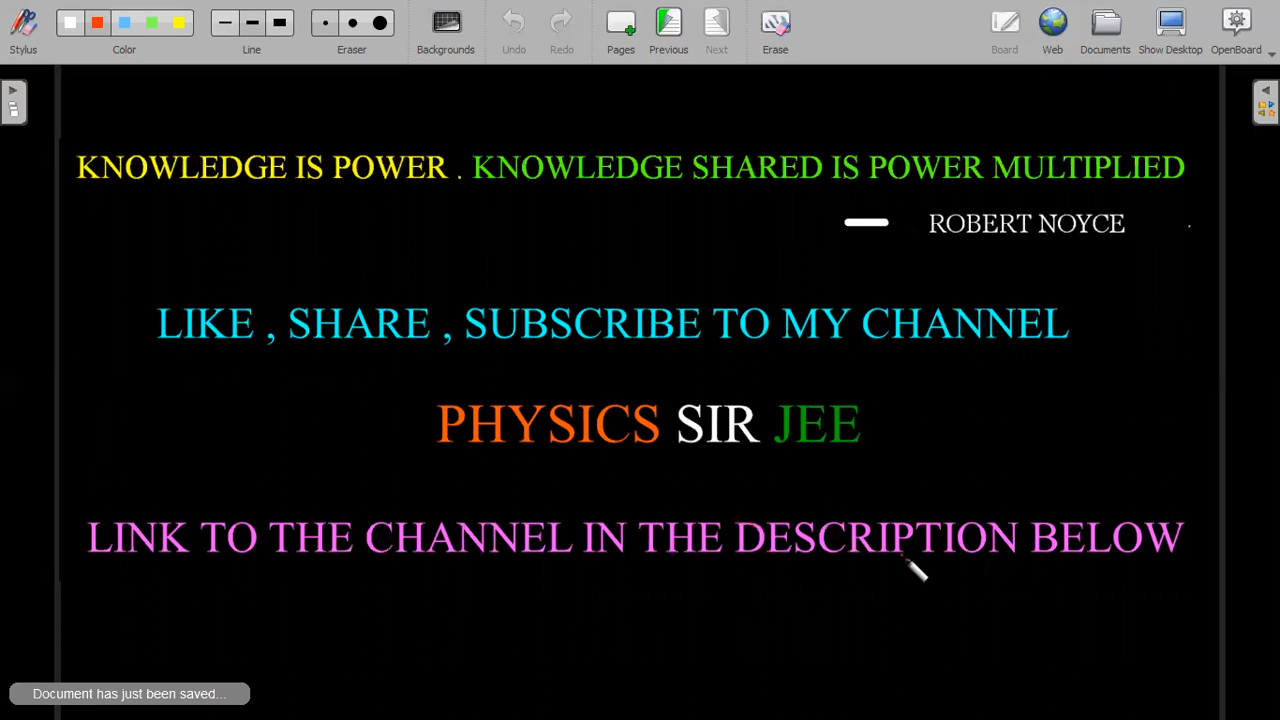 Stylus Color Line Eraser Backgrounds Undo Redo Pages Previous Next Erase Board Web Documents Show Desktop OpenBoard
KNOWLEDGE IS POWER . KNOWLEDGE SHARED IS POWER MULTIPLIED
— ROBERT NOYCE
LIKE , SHARE , SUBSCRIBE TO MY CHANNEL
PHYSICS SIR JEE
LINK TO THE CHANNEL IN THE DESCRIPTION BELOW
Document has just been saved...